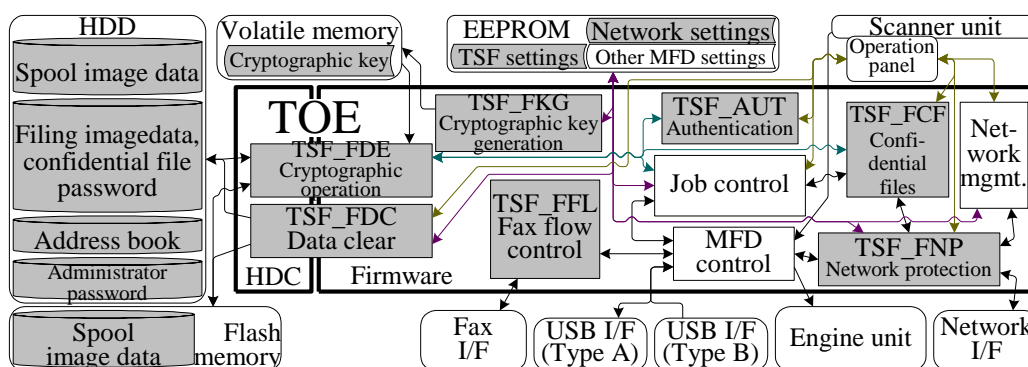 HDD
Spool image data
Filing imagedata,
confidential file
password
Address book
Administrator
password
Volatile memory
Cryptographic key
EEPROM
Network settings
TSF settings
Other MFD settings
Scanner unit
Operation
panel
TOE
TSF_FKG
Cryptographic key
generation
TSF_AUT
Authentication
TSF_FCF
Confi-
dential
files
Net-
work
mgmt.
TSF_FDE
Cryptographic
operation
Job control
TSF_FDC
Data clear
TSF_FFL
Fax flow
control
MFD
control
TSF_FNP
Network protection
HDC
Firmware
Spool
image data
Flash
memory
Fax
I/F
USB I/F
(Type A)
USB I/F
(Type B)
Engine unit
Network
I/F